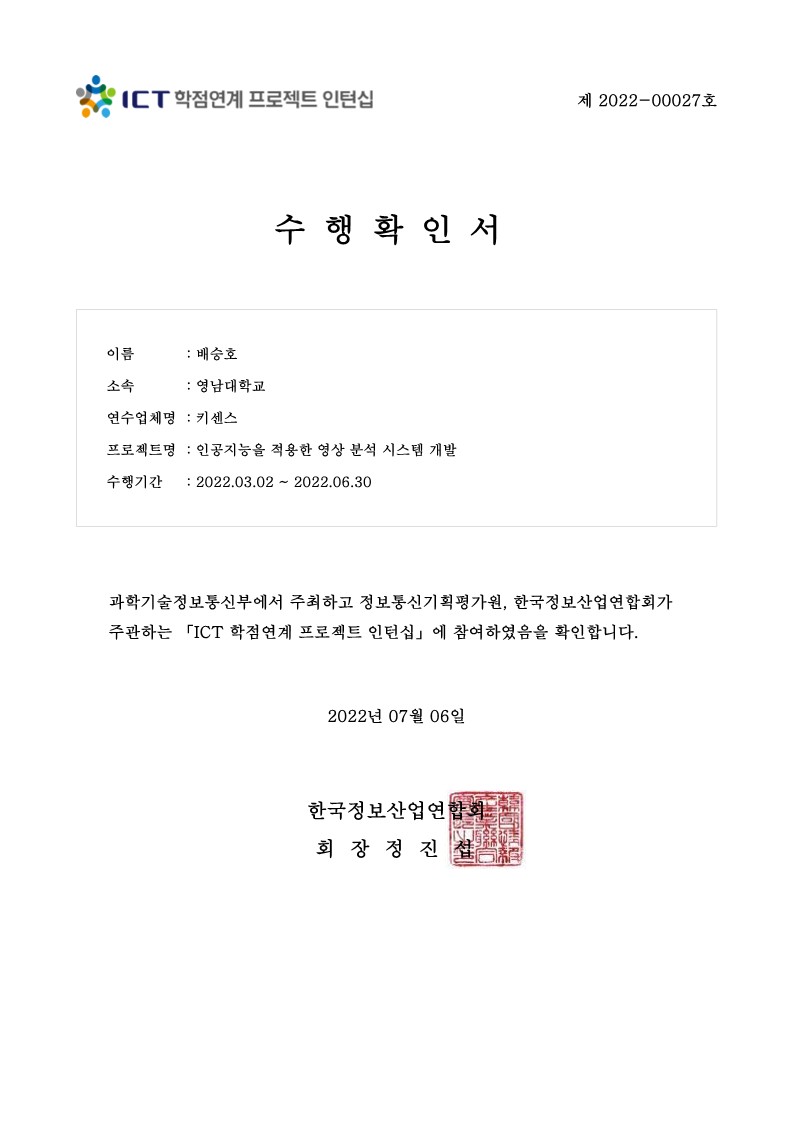 ICT 학점연계 프로젝트 인턴십
제 2022-00027호
수 행 확 인 서
이름 : 배승호
소속 : 영남대학교
연수업체명 : 키센스
프로젝트명 : 인공지능을 적용한 영상 분석 시스템 개발
수행기간 : 2022.03.02 ~ 2022.06.30
과학기술정보통신부에서 주최하고 정보통신기획평가원, 한국정보산업연합회가
주관하는 「ICT 학점연계 프로젝트 인턴십」에 참여하였음을 확인합니다.
2022년 07월 06일
한국정보산업연합회
회 장 정 진 섭